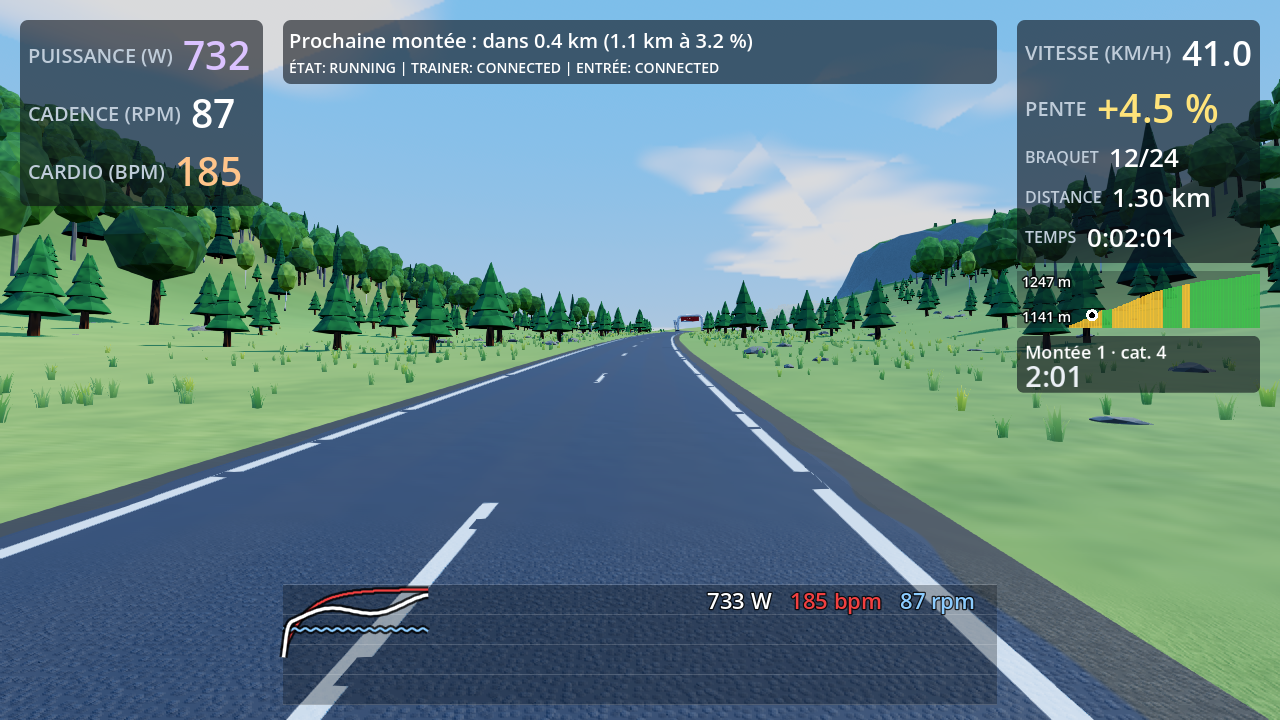 PUISSANCE (W) 732
CADENCE (RPM) 87
CARDIO (BPM) 185
Prochaine montée : dans 0.4 km (1.1 km à 3.2 %)
ÉTAT: RUNNING | TRAINER: CONNECTED | ENTRÉE: CONNECTED
VITESSE (KM/H) 41.0
PENTE +4.5 %
BRAQUET 12/24
DISTANCE 1.30 km
TEMPS 0:02:01
1247 m
1141 m
Montée 1 · cat. 4
2:01
733 W 185 bpm 87 rpm